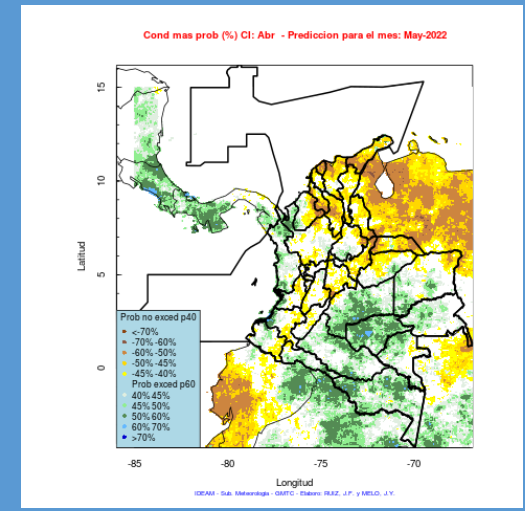 Cond mas prob (%) CI: Abr - Prediccion para el mes: May-2022
Latitud
15
10
5
0
Prob no exced p40
<-70%
-70%-60%
-60%-50%
-50%-45%
-45%-40%
Prob exced p60
40%45%
45%50%
50%60%
60%70%
>70%
-85 -80 -75 -70
Longitud
IDEAM - Sub. Meteorologia - GMTC - Elaboro: RUIZ, J.F. y MELO, J.Y.